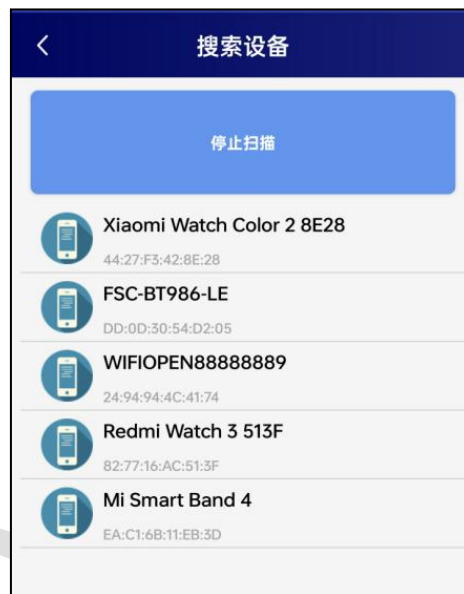 搜索设备
停止扫描
Xiaomi Watch Color 2 8E28
44:27:F3:42:8E:28
FSC-BT986-LE
DD:0D:30:54:D2:05
WIFIOPEN88888889
24:94:94:4C:41:74
Redmi Watch 3 513F
82:77:16:AC:51:3F
Mi Smart Band 4
EA:C1:6B:11:EB:3D